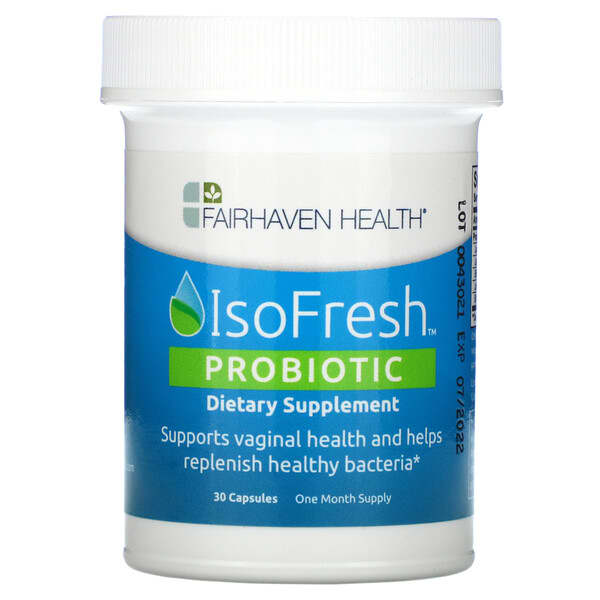 FAIRHAVEN HEALTH®
IsoFresh™
PROBIOTIC
Dietary Supplement
Supports vaginal health and helps
replenish healthy bacteria*
30 Capsules One Month Supply
LOT 0043021 EXP 07/2022